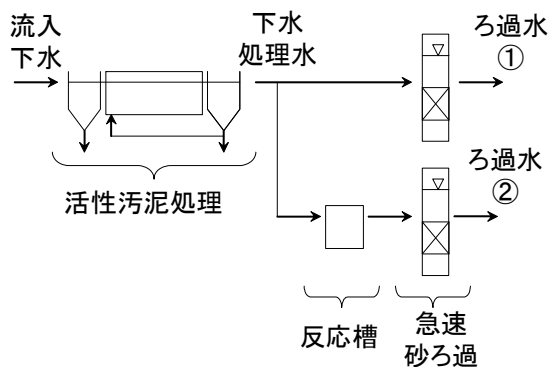 流入
下水
下水
処理水
ろ過水
①
活性汚泥処理
ろ過水
②
反応槽
急速
砂ろ過